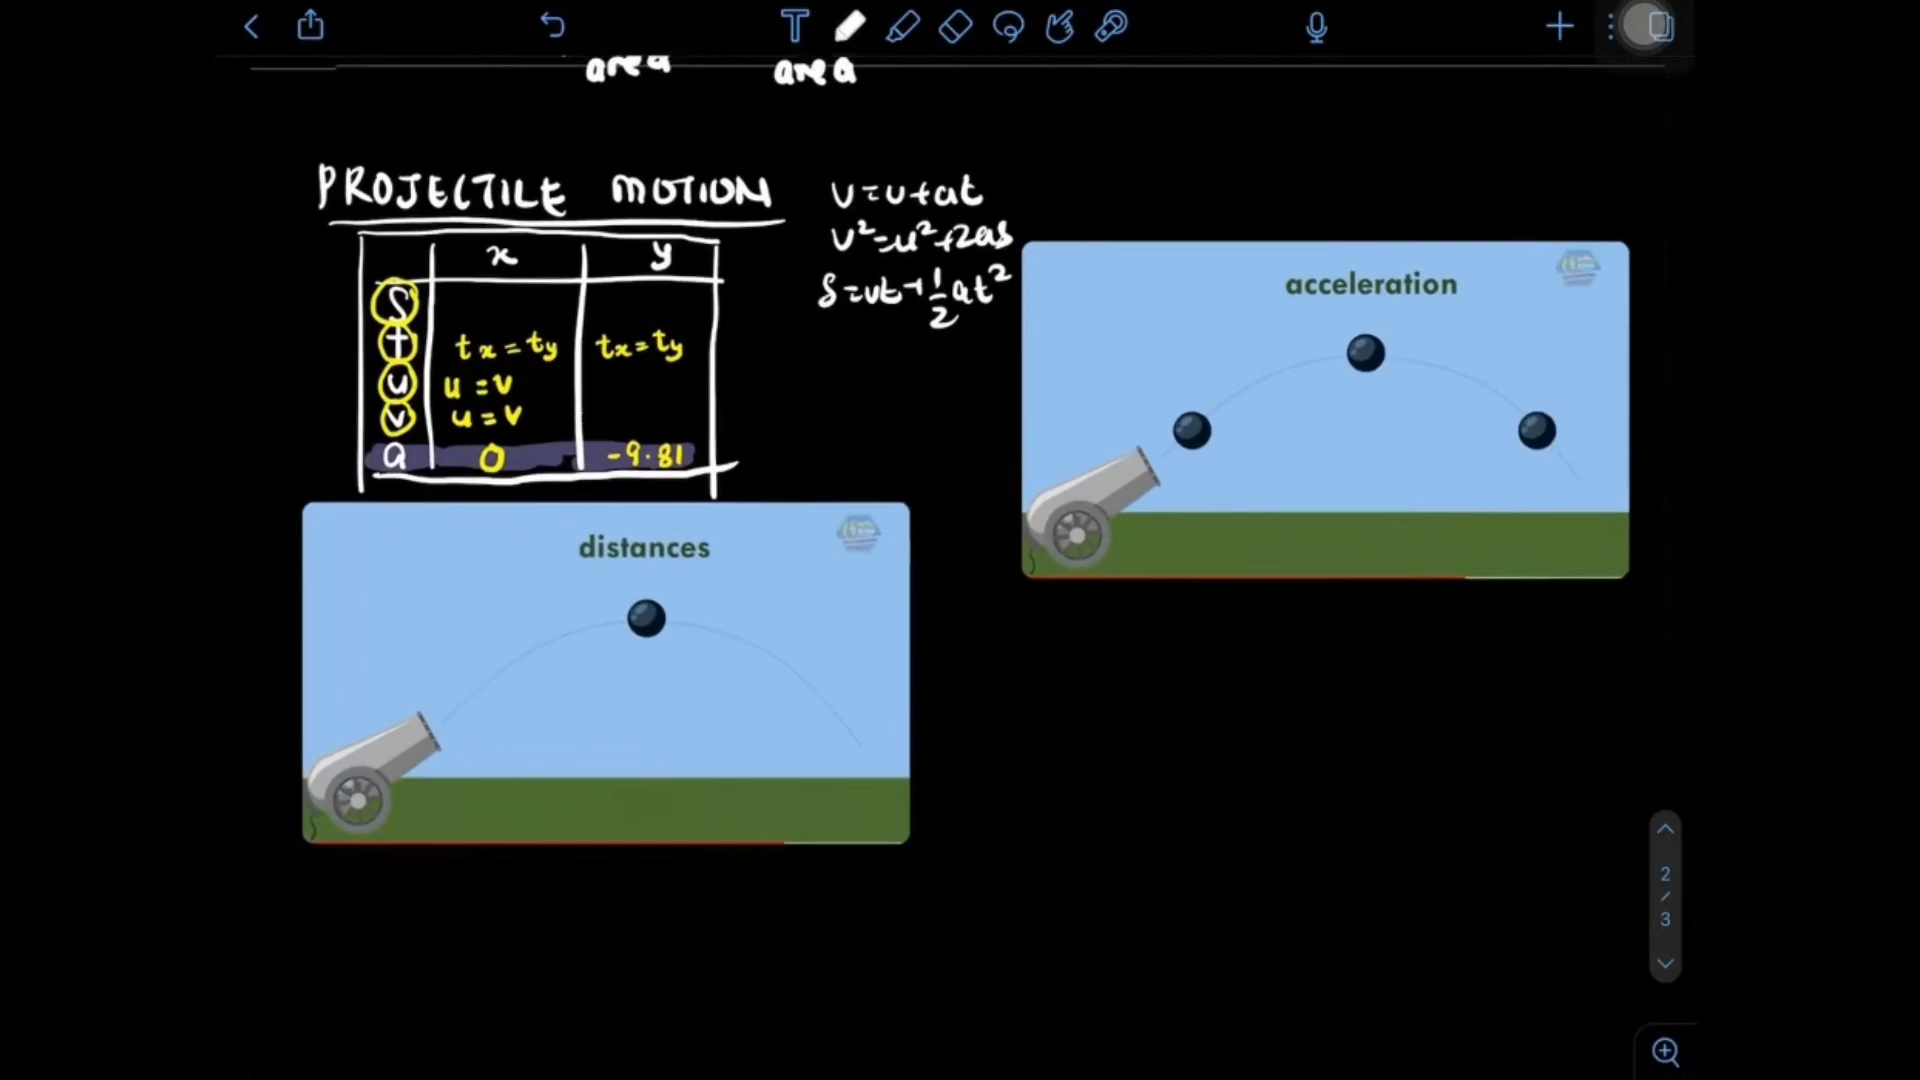 area area
PROJECTILE MOTION
x y
S
t tx=ty tx=ty
u u=v
v u=v
a 0 -9.81
v=u+at
v²=u²+2as
s=ut+½at²
acceleration
distances
2
/
3